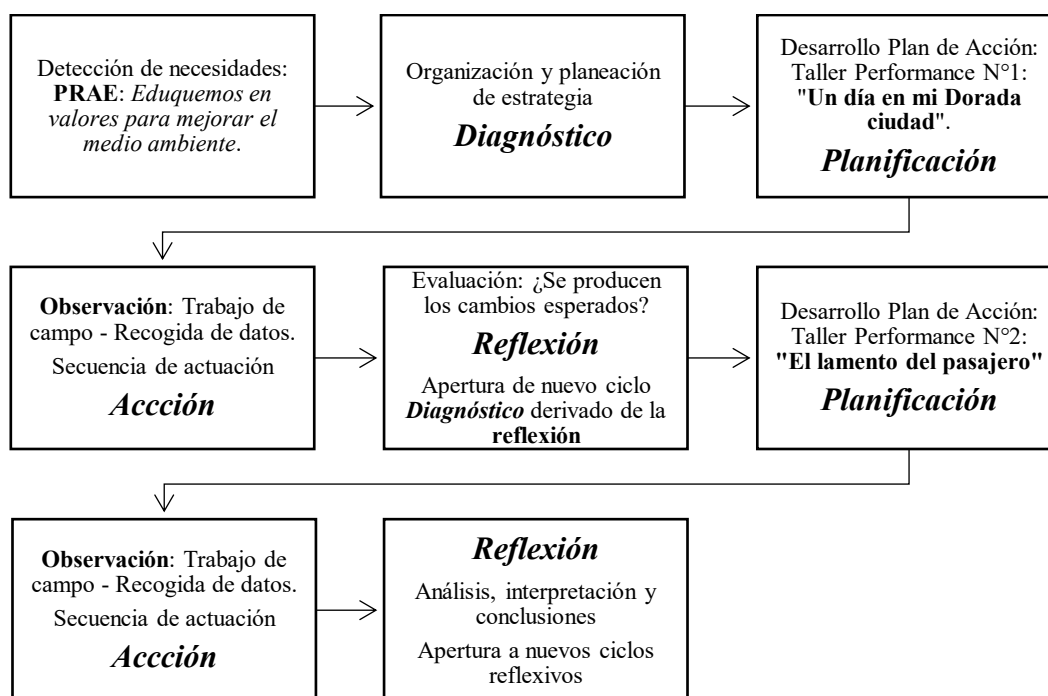 Detección de necesidades:
PRAE: Eduquemos en
valores para mejorar el
medio ambiente.
Organización y planeación
de estrategia
Diagnóstico
Desarrollo Plan de Acción:
Taller Performance N°1:
"Un día en mi Dorada
ciudad".
Planificación
Observación: Trabajo de
campo - Recogida de datos.
Secuencia de actuación
Accción
Evaluación: ¿Se producen
los cambios esperados?
Reflexión
Apertura de nuevo ciclo
Diagnóstico derivado de la
reflexión
Desarrollo Plan de Acción:
Taller Performance N°2:
"El lamento del pasajero"
Planificación
Observación: Trabajo de
campo - Recogida de datos.
Secuencia de actuación
Accción
Reflexión
Análisis, interpretación y
conclusiones
Apertura a nuevos ciclos
reflexivos